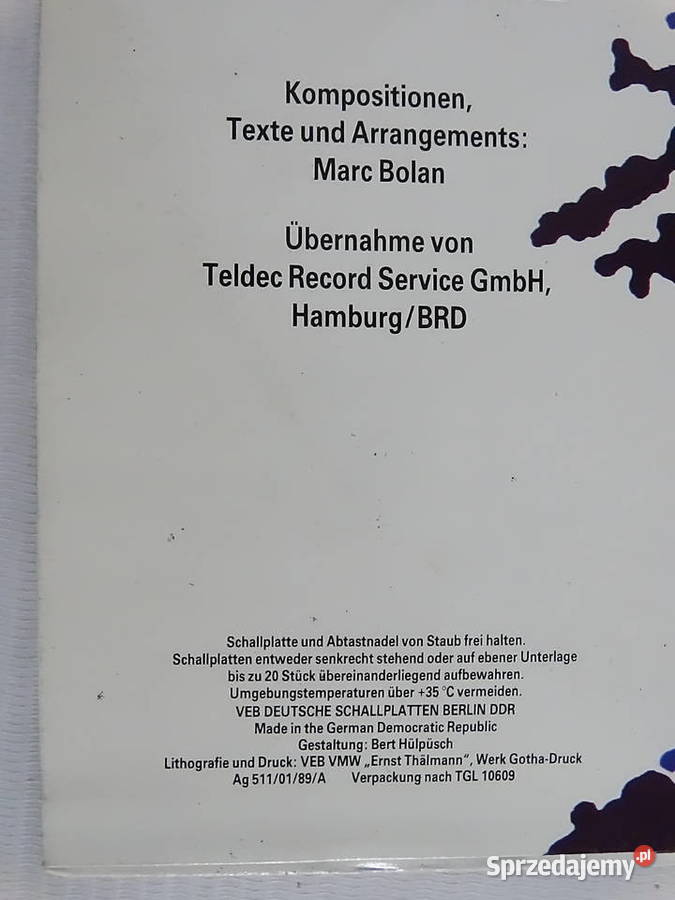 Kompositionen,
Texte und Arrangements:
Marc Bolan
Übernahme von
Teldec Record Service GmbH,
Hamburg/BRD
Schallplatte und Abtastnadel von Staub frei halten.
Schallplatten entweder senkrecht stehend oder auf ebener Unterlage
bis zu 20 Stück übereinanderliegend aufbewahren.
Umgebungstemperaturen über +35 °C vermeiden.
VEB DEUTSCHE SCHALLPLATTEN BERLIN DDR
Made in the German Democratic Republic
Gestaltung: Bert Hülpüsch
Lithografie und Druck: VEB VMW „Ernst Thälmann", Werk Gotha-Druck
Ag 511/01/89/A Verpackung nach TGL 10609
Sprzedajemy.pl